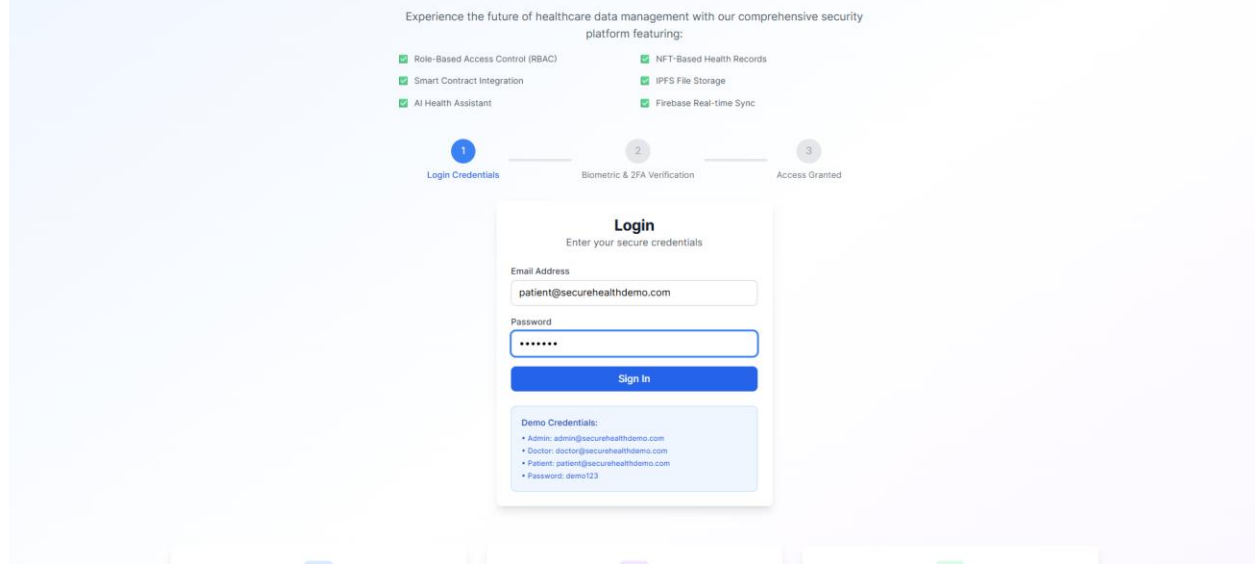 Experience the future of healthcare data management with our comprehensive security
platform featuring:
✅ Role-Based Access Control (RBAC)
✅ NFT-Based Health Records
✅ Smart Contract Integration
✅ IPFS File Storage
✅ AI Health Assistant
✅ Firebase Real-time Sync
1
2
3
Login Credentials
Biometric & 2FA Verification
Access Granted
Login
Enter your secure credentials
Email Address
patient@securehealthdemo.com
Password
•••••••
Sign In
Demo Credentials:
• Admin: admin@securehealthdemo.com
• Doctor: doctor@securehealthdemo.com
• Patient: patient@securehealthdemo.com
• Password: demo123